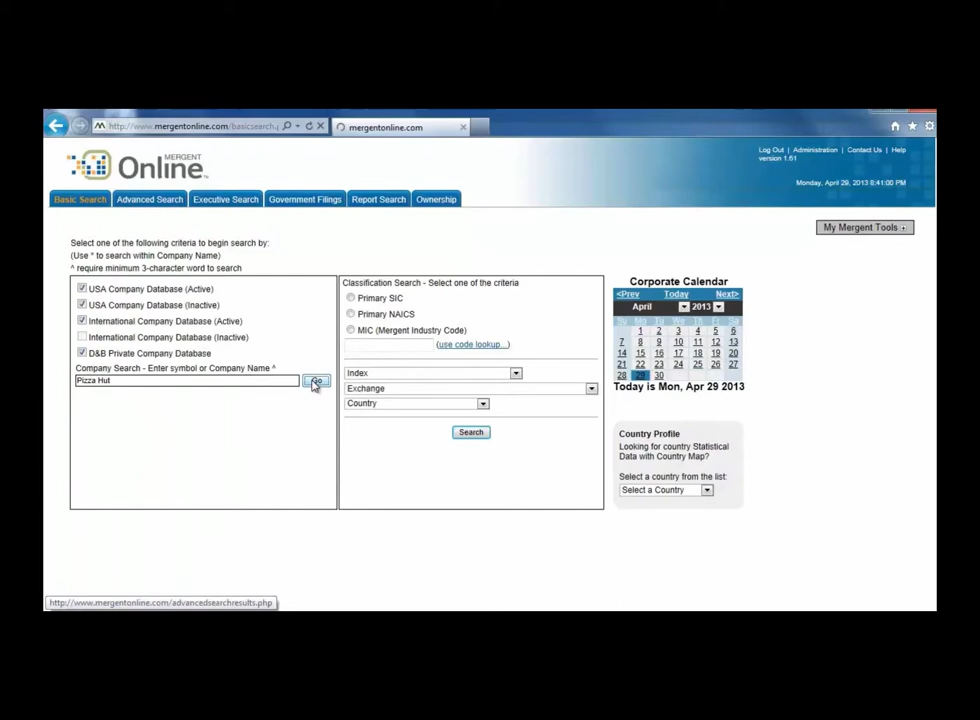 http://www.mergentonline.com/basicsearch.p
mergentonline.com
MERGENT
Online™
Log Out | Administration | Contact Us | Help
version 1.61
Monday, April 29, 2013 8:41:00 PM
Basic Search
Advanced Search
Executive Search
Government Filings
Report Search
Ownership
My Mergent Tools +
Select one of the following criteria to begin search by:
(Use * to search within Company Name)
^ require minimum 3-character word to search
USA Company Database (Active)
USA Company Database (Inactive)
International Company Database (Active)
International Company Database (Inactive)
D&B Private Company Database
Company Search - Enter symbol or Company Name ^
Pizza Hut
Go
Classification Search - Select one of the criteria
Primary SIC
Primary NAICS
MIC (Mergent Industry Code)
(use code lookup...)
Index
Exchange
Country
Search
Corporate Calendar
<Prev Today Next>
April 2013
Su Mo Tu We Th Fr Sa
1 2 3 4 5 6
7 8 9 10 11 12 13
14 15 16 17 18 19 20
21 22 23 24 25 26 27
28 29 30
Today is Mon, Apr 29 2013
Country Profile
Looking for country Statistical
Data with Country Map?
Select a country from the list:
Select a Country
http://www.mergentonline.com/advancedsearchresults.php